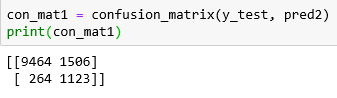 con_mat1 = confusion_matrix(y_test, pred2)
print(con_mat1)
[[9464 1506]
 [ 264 1123]]